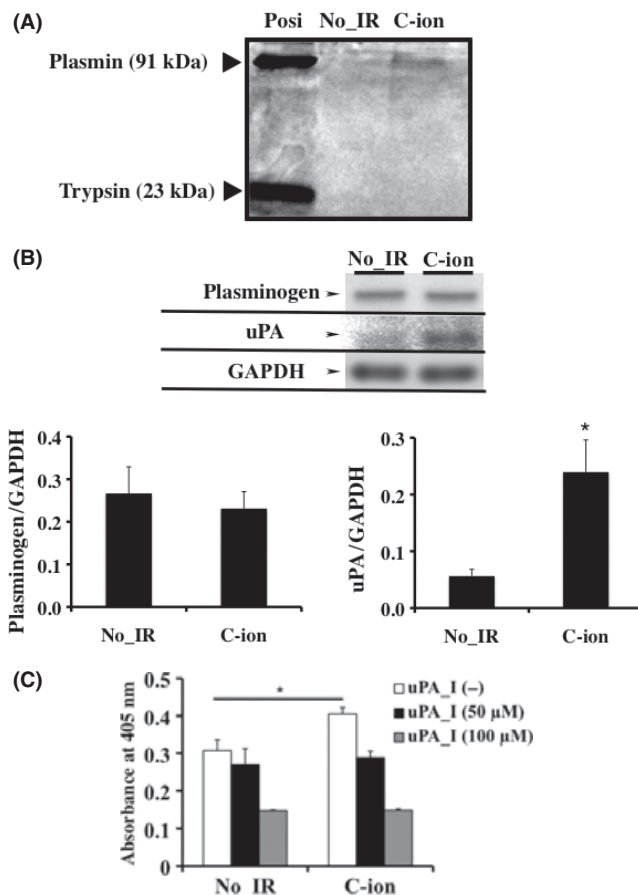 (A)
Posi No_IR C-ion
Plasmin (91 kDa)
Trypsin (23 kDa)
(B)
No_IR C-ion
Plasminogen
uPA
GAPDH
Plasminogen/GAPDH
0.4
0.3
0.2
0.1
0.0
No_IR C-ion
uPA/GAPDH
0.3
0.2
0.1
0.0
*
No_IR C-ion
(C)
Absorbance at 405 nm
0.5
0.4
0.3
0.2
0.1
0
*
uPA_I (–)
uPA_I (50 µM)
uPA_I (100 µM)
No_IR C-ion